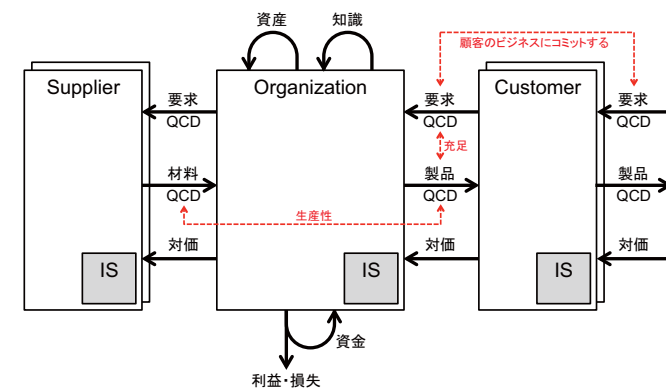 資産
知識
顧客のビジネスにコミットする
Supplier
Organization
Customer
要求
QCD
要求
QCD
要求
QCD
充足
材料
QCD
製品
QCD
製品
QCD
生産性
対価
対価
対価
IS
IS
IS
資金
利益・損失